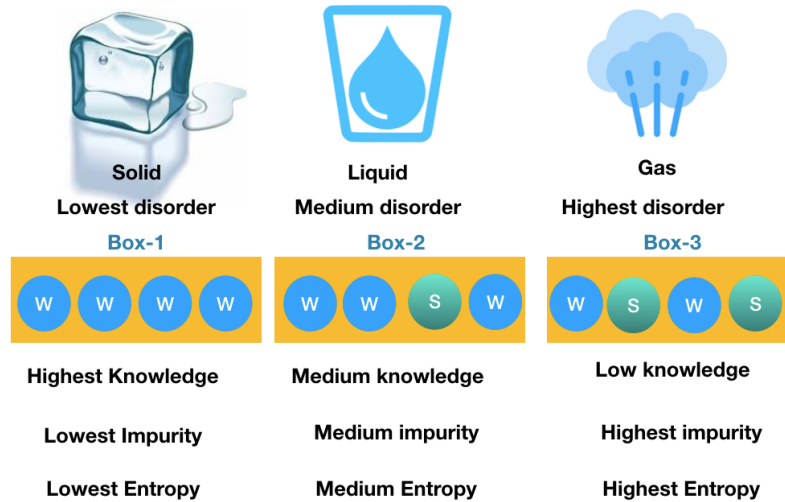 Solid
Liquid
Gas
Lowest disorder
Medium disorder
Highest disorder
Box-1
Box-2
Box-3
W W W W
W W S W
W S W S
Highest Knowledge
Medium knowledge
Low knowledge
Lowest Impurity
Medium impurity
Highest impurity
Lowest Entropy
Medium Entropy
Highest Entropy